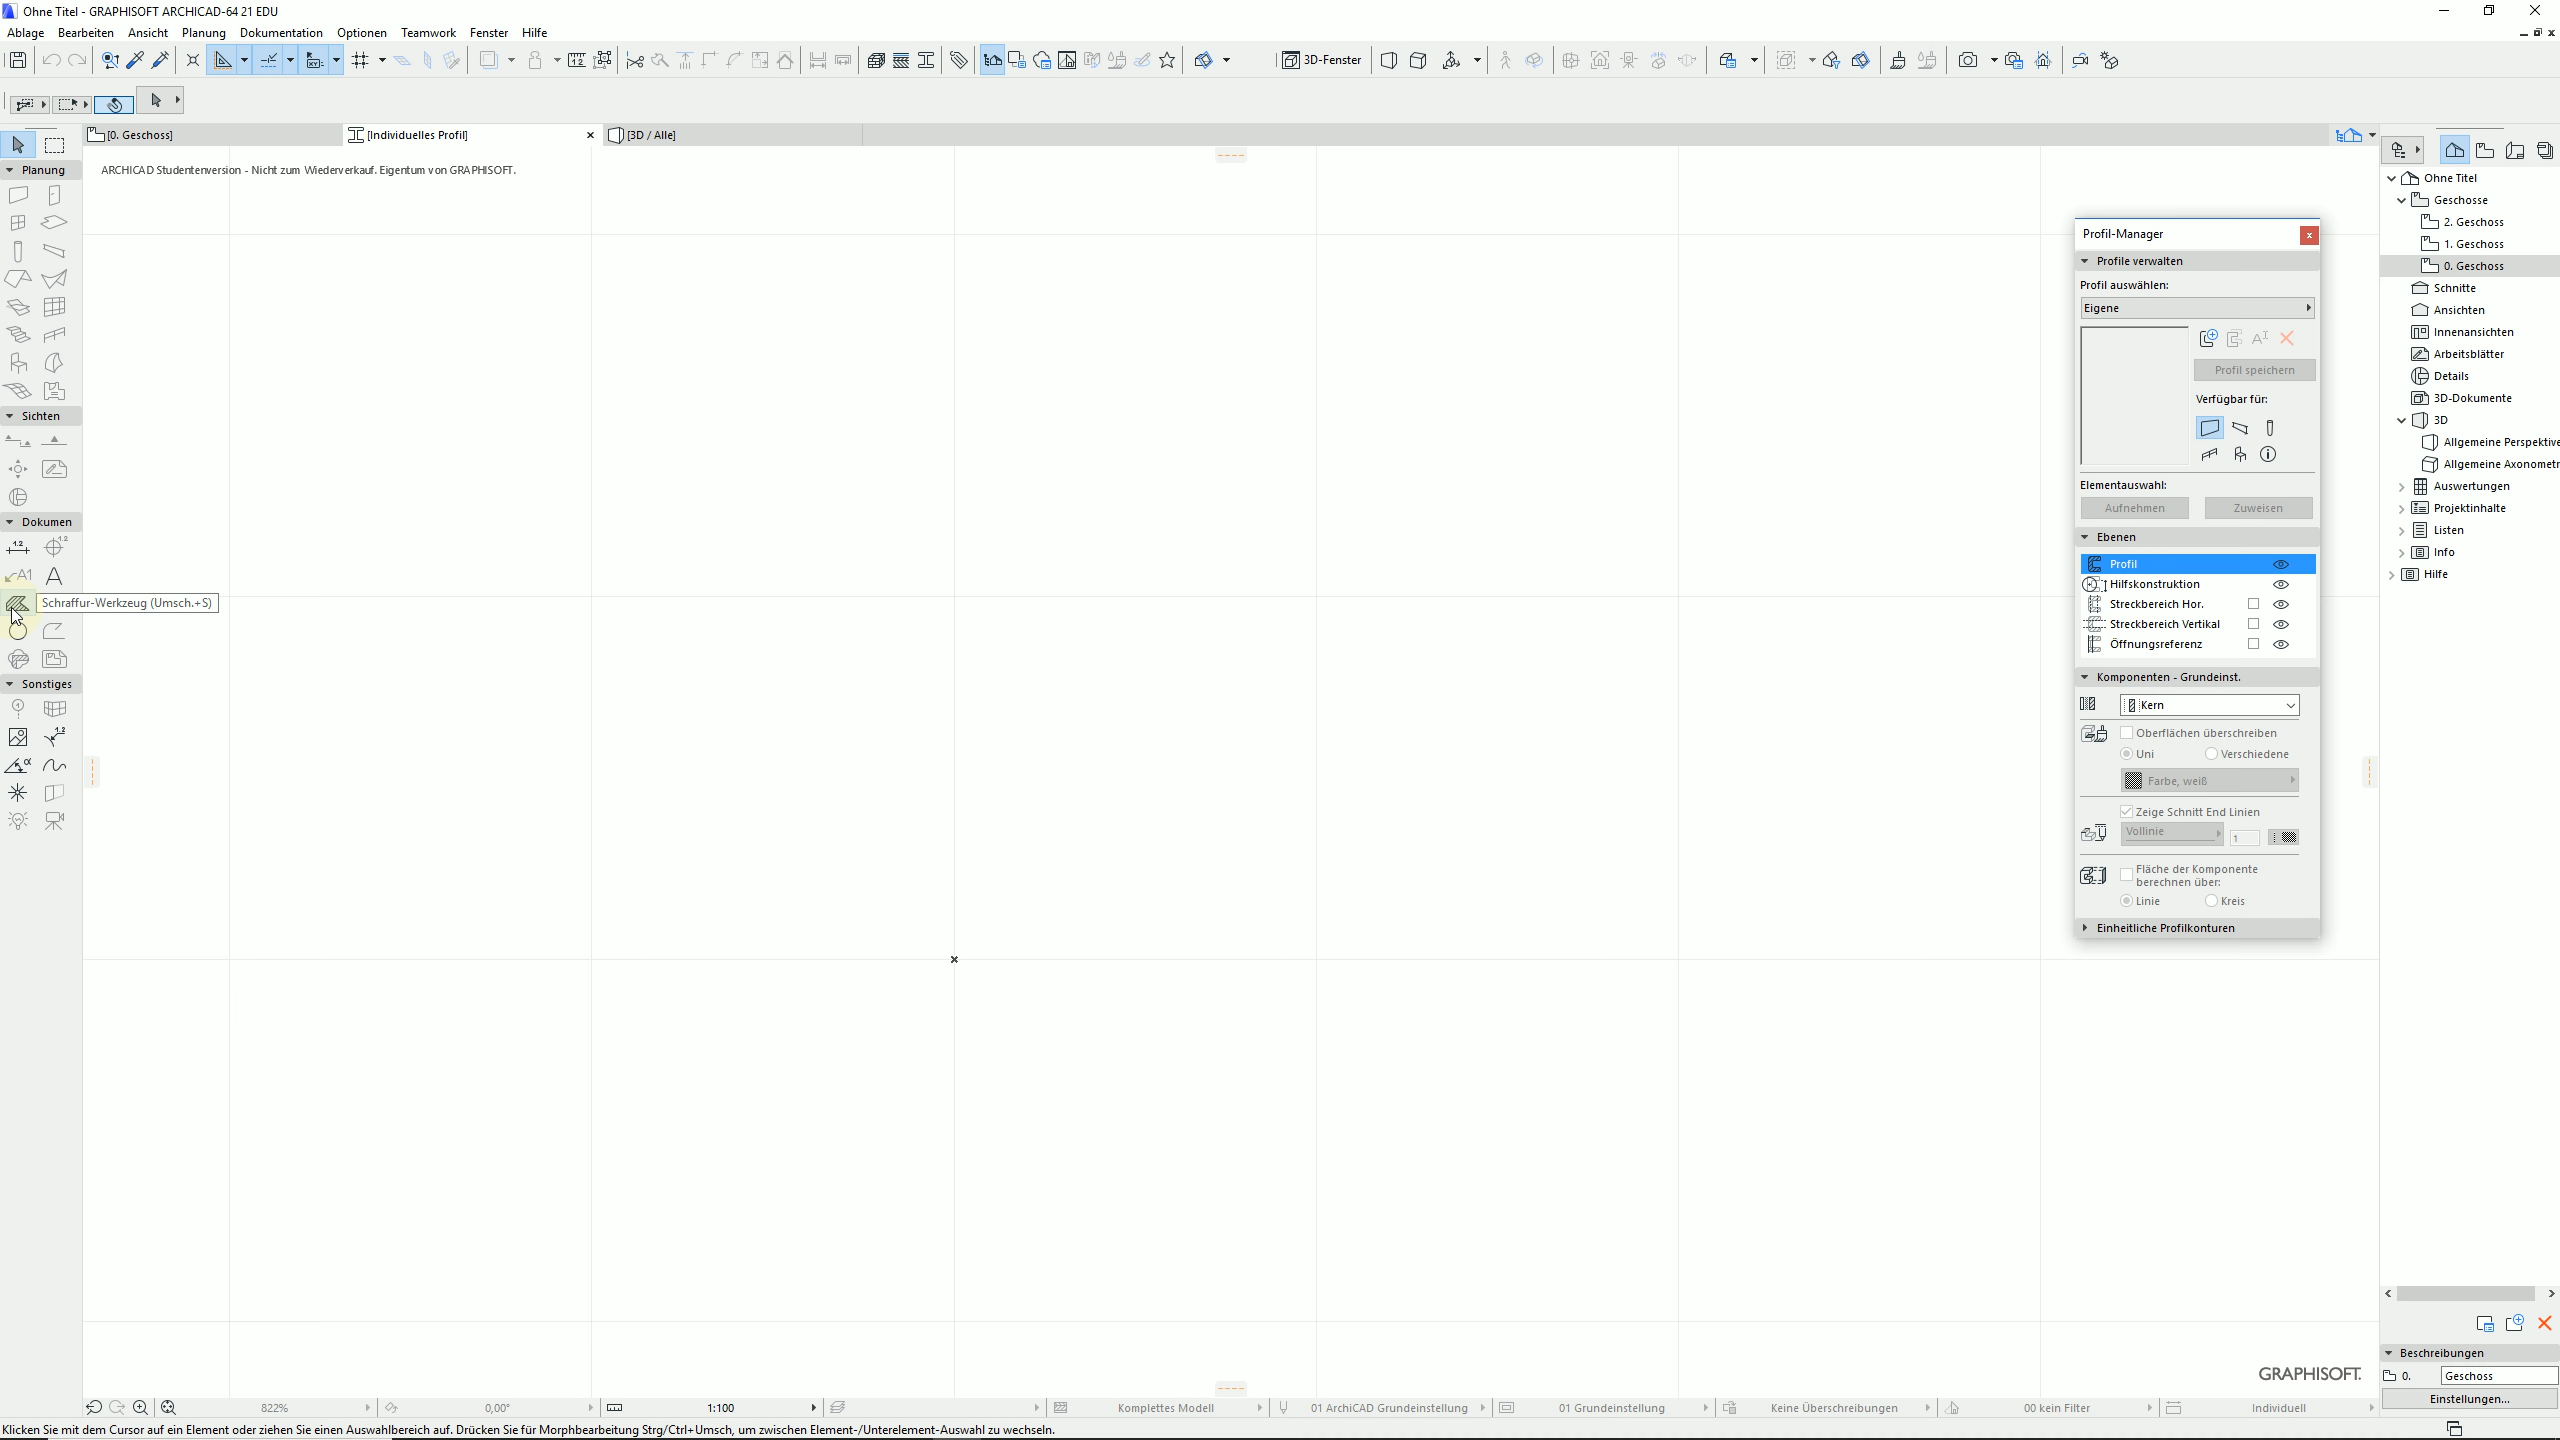 Ohne Titel - GRAPHISOFT ARCHICAD-64 21 EDU
Ablage Bearbeiten Ansicht Planung Dokumentation Optionen Teamwork Fenster Hilfe
3D-Fenster
[0. Geschoss]
[Individuelles Profil]
[3D / Alle]
ARCHICAD Studentenversion - Nicht zum Wiederverkauf. Eigentum von GRAPHISOFT.
Planung
Sichten
Dokumen
Schraffur-Werkzeug (Umsch.+S)
Sonstiges
Profil-Manager
Profile verwalten
Profil auswählen:
Eigene
Profil speichern
Verfügbar für:
Elementauswahl:
Aufnehmen
Zuweisen
Ebenen
Profil
Hilfskonstruktion
Streckbereich Hor.
Streckbereich Vertikal
Öffnungsreferenz
Komponenten - Grundeinst.
Kern
Oberflächen überschreiben
Uni
Verschiedene
Farbe, weiß
Zeige Schnitt End Linien
Vollinie
1
Fläche der Komponente
berechnen über:
Linie
Kreis
Einheitliche Profilkonturen
Ohne Titel
Geschosse
2. Geschoss
1. Geschoss
0. Geschoss
Schnitte
Ansichten
Innenansichten
Arbeitsblätter
Details
3D-Dokumente
3D
Allgemeine Perspektive
Allgemeine Axonometr
Auswertungen
Projektinhalte
Listen
Info
Hilfe
Beschreibungen
0.
Geschoss
Einstellungen...
GRAPHISOFT.
822%
0,00°
1:100
Komplettes Modell
01 ArchiCAD Grundeinstellung
01 Grundeinstellung
Keine Überschreibungen
00 kein Filter
Individuell
Klicken Sie mit dem Cursor auf ein Element oder ziehen Sie einen Auswahlbereich auf. Drücken Sie für Morphbearbeitung Strg/Ctrl+Umsch, um zwischen Element-/Unterelement-Auswahl zu wechseln.